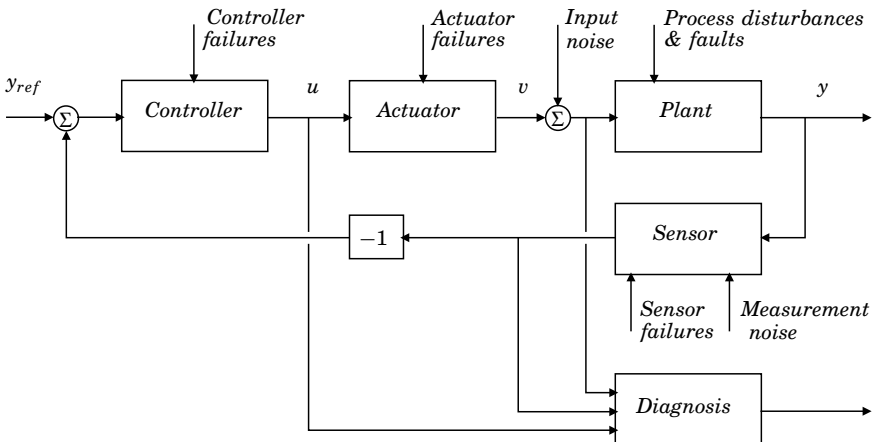 Controller
failures
Actuator
failures
Input
noise
Process disturbances
& faults
y_ref
Σ
Controller
u
Actuator
v
Σ
Plant
y
−1
Sensor
Sensor
failures
Measurement
noise
Diagnosis